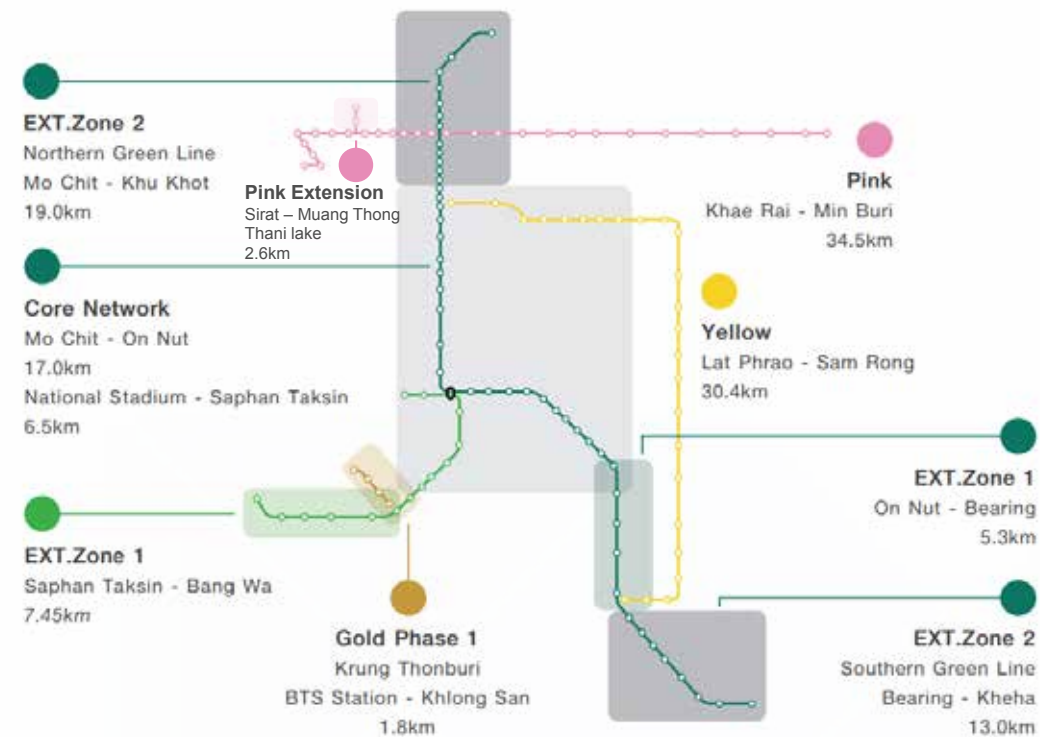 EXT.Zone 2
Northern Green Line
Mo Chit - Khu Khot
19.0km
Pink Extension
Sirat – Muang Thong
Thani lake
2.6km
Pink
Khae Rai - Min Buri
34.5km
Core Network
Mo Chit - On Nut
17.0km
National Stadium - Saphan Taksin
6.5km
Yellow
Lat Phrao - Sam Rong
30.4km
EXT.Zone 1
On Nut - Bearing
5.3km
EXT.Zone 1
Saphan Taksin - Bang Wa
7.45km
Gold Phase 1
Krung Thonburi
BTS Station - Khlong San
1.8km
EXT.Zone 2
Southern Green Line
Bearing - Kheha
13.0km